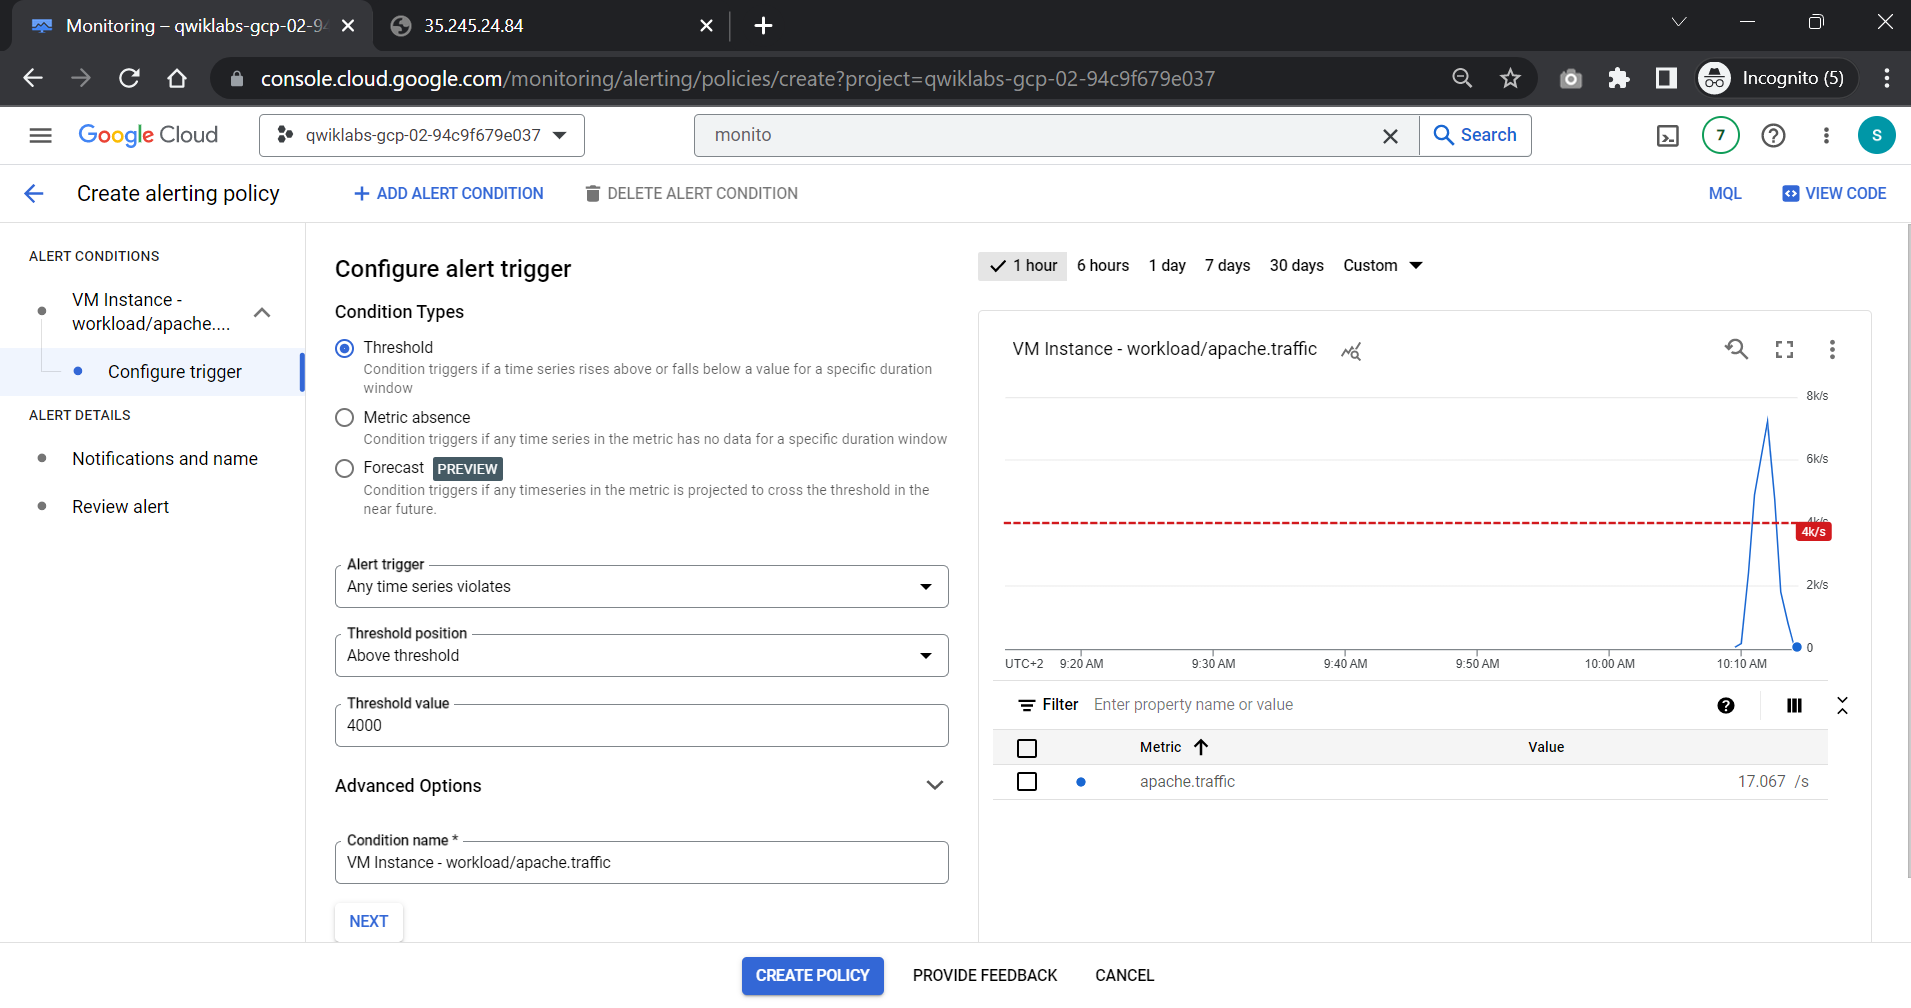 Monitoring – qwiklabs-gcp-02-94
35.245.24.84
console.cloud.google.com/monitoring/alerting/policies/create?project=qwiklabs-gcp-02-94c9f679e037
Incognito (5)
Google Cloud
qwiklabs-gcp-02-94c9f679e037
monito
Search
7
S
Create alerting policy
ADD ALERT CONDITION
DELETE ALERT CONDITION
MQL
VIEW CODE
ALERT CONDITIONS
VM Instance -
workload/apache....
Configure trigger
ALERT DETAILS
Notifications and name
Review alert
Configure alert trigger
Condition Types
Threshold
Condition triggers if a time series rises above or falls below a value for a specific duration
window
Metric absence
Condition triggers if any time series in the metric has no data for a specific duration window
Forecast PREVIEW
Condition triggers if any timeseries in the metric is projected to cross the threshold in the
near future.
Alert trigger
Any time series violates
Threshold position
Above threshold
Threshold value
4000
Advanced Options
Condition name *
VM Instance - workload/apache.traffic
NEXT
1 hour
6 hours
1 day
7 days
30 days
Custom
VM Instance - workload/apache.traffic
8k/s
6k/s
4k/s
4k/s
2k/s
0
UTC+2
9:20 AM
9:30 AM
9:40 AM
9:50 AM
10:00 AM
10:10 AM
Filter
Enter property name or value
Metric
Value
apache.traffic
17.067 /s
CREATE POLICY
PROVIDE FEEDBACK
CANCEL